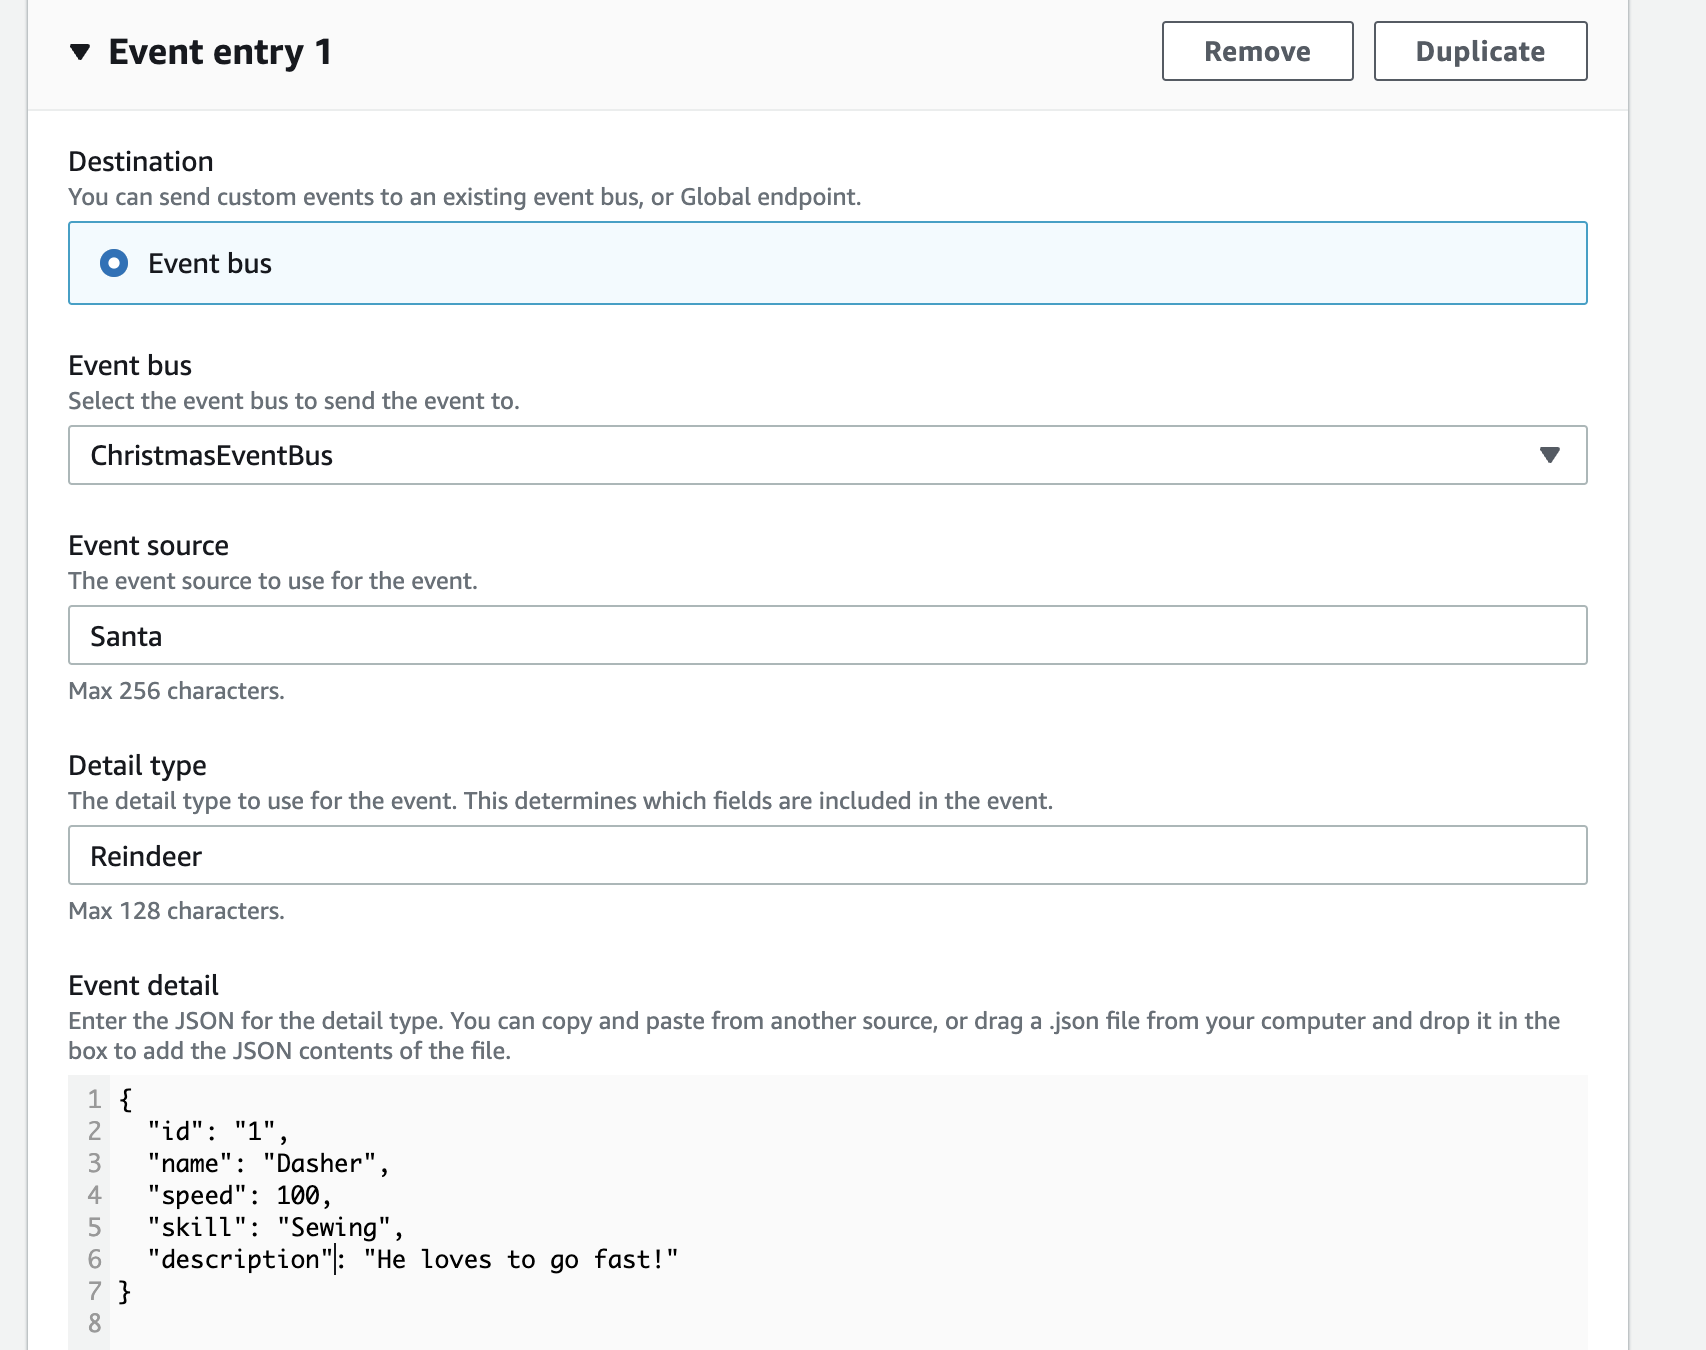 Event entry 1
Remove
Duplicate
Destination
You can send custom events to an existing event bus, or Global endpoint.
Event bus
Event bus
Select the event bus to send the event to.
ChristmasEventBus
Event source
The event source to use for the event.
Santa
Max 256 characters.
Detail type
The detail type to use for the event. This determines which fields are included in the event.
Reindeer
Max 128 characters.
Event detail
Enter the JSON for the detail type. You can copy and paste from another source, or drag a .json file from your computer and drop it in the
box to add the JSON contents of the file.
1 {
2   "id": "1",
3   "name": "Dasher",
4   "speed": 100,
5   "skill": "Sewing",
6   "description": "He loves to go fast!"
7 }
8